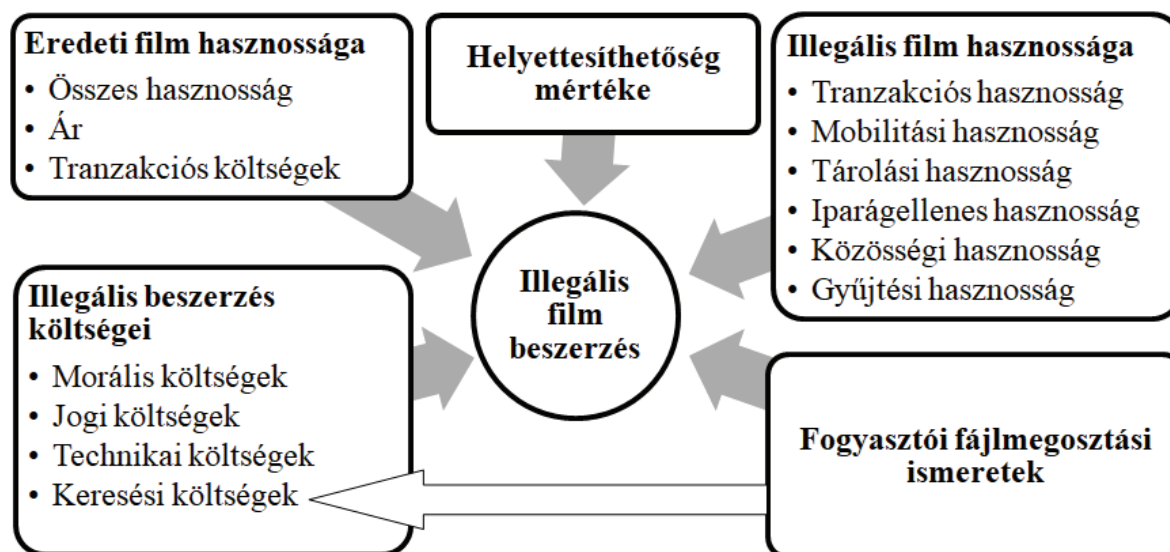 Eredeti film hasznossága
• Összes hasznosság
• Ár
• Tranzakciós költségek
Helyettesíthetőség
mértéke
Illegális film hasznossága
• Tranzakciós hasznosság
• Mobilitási hasznosság
• Tárolási hasznosság
• Iparágellenes hasznosság
• Közösségi hasznosság
• Gyűjtési hasznosság
Illegális
film
beszerzés
Illegális beszerzés
költségei
• Morális költségek
• Jogi költségek
• Technikai költségek
• Keresési költségek
Fogyasztói fájlmegosztási
ismeretek